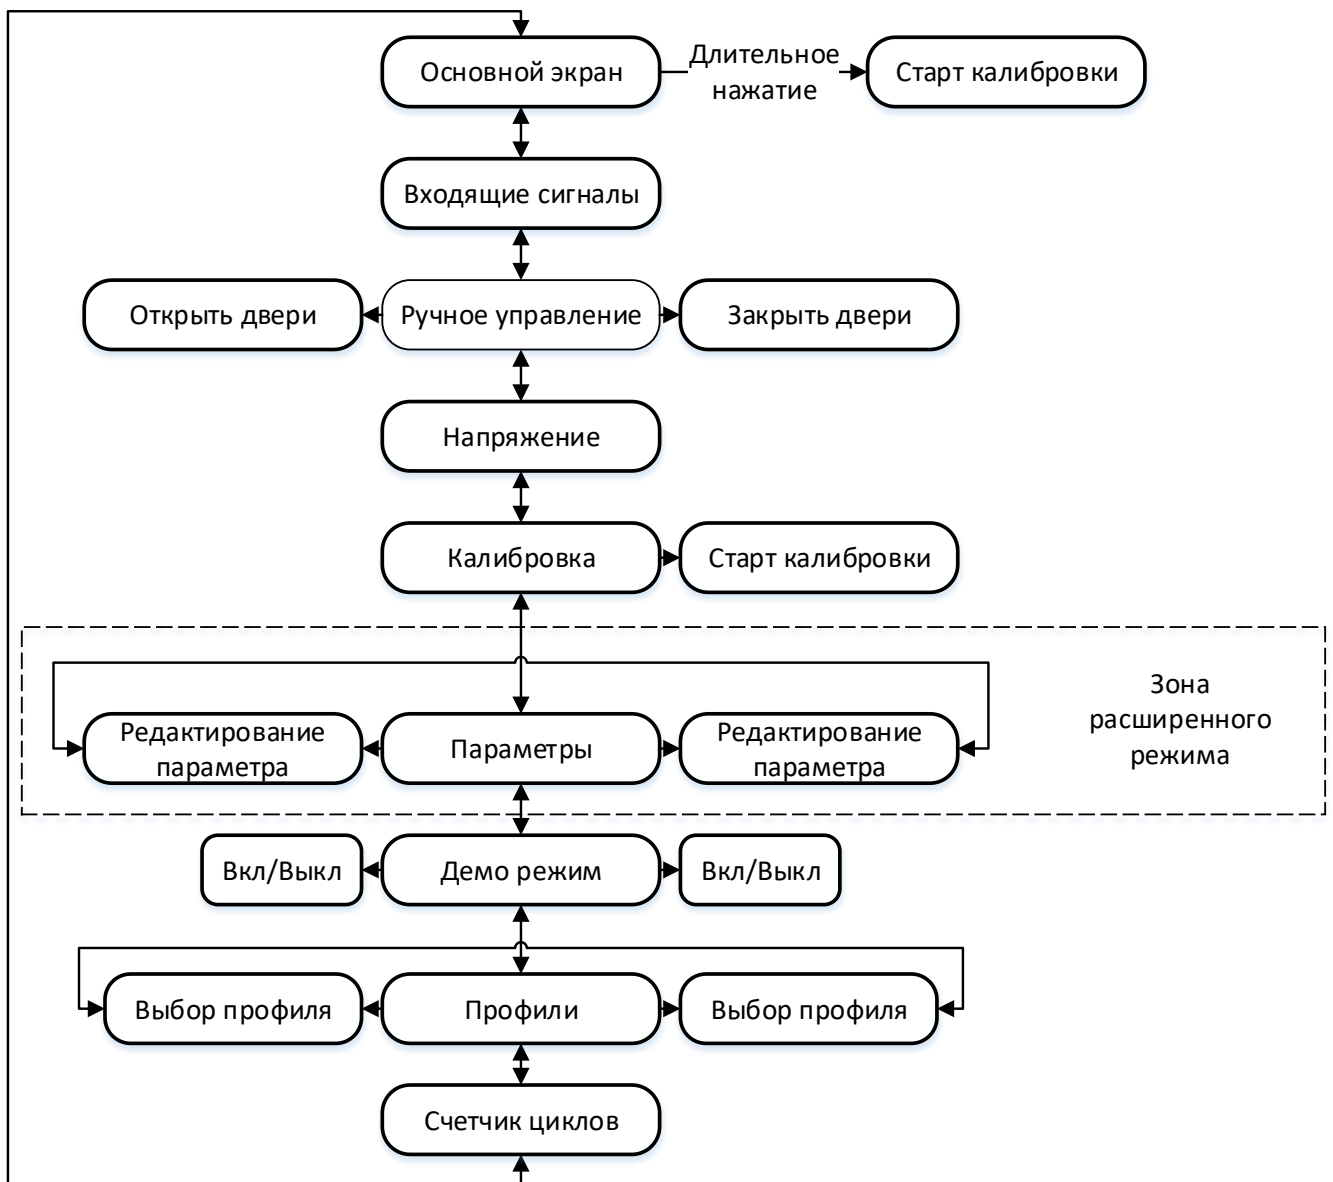 Основной экран
Длительное
нажатие
Старт калибровки
Входящие сигналы
Открыть двери
Ручное управление
Закрыть двери
Напряжение
Калибровка
Старт калибровки
Зона
расширенного
режима
Редактирование
параметра
Параметры
Редактирование
параметра
Вкл/Выкл
Демо режим
Вкл/Выкл
Выбор профиля
Профили
Выбор профиля
Счетчик циклов